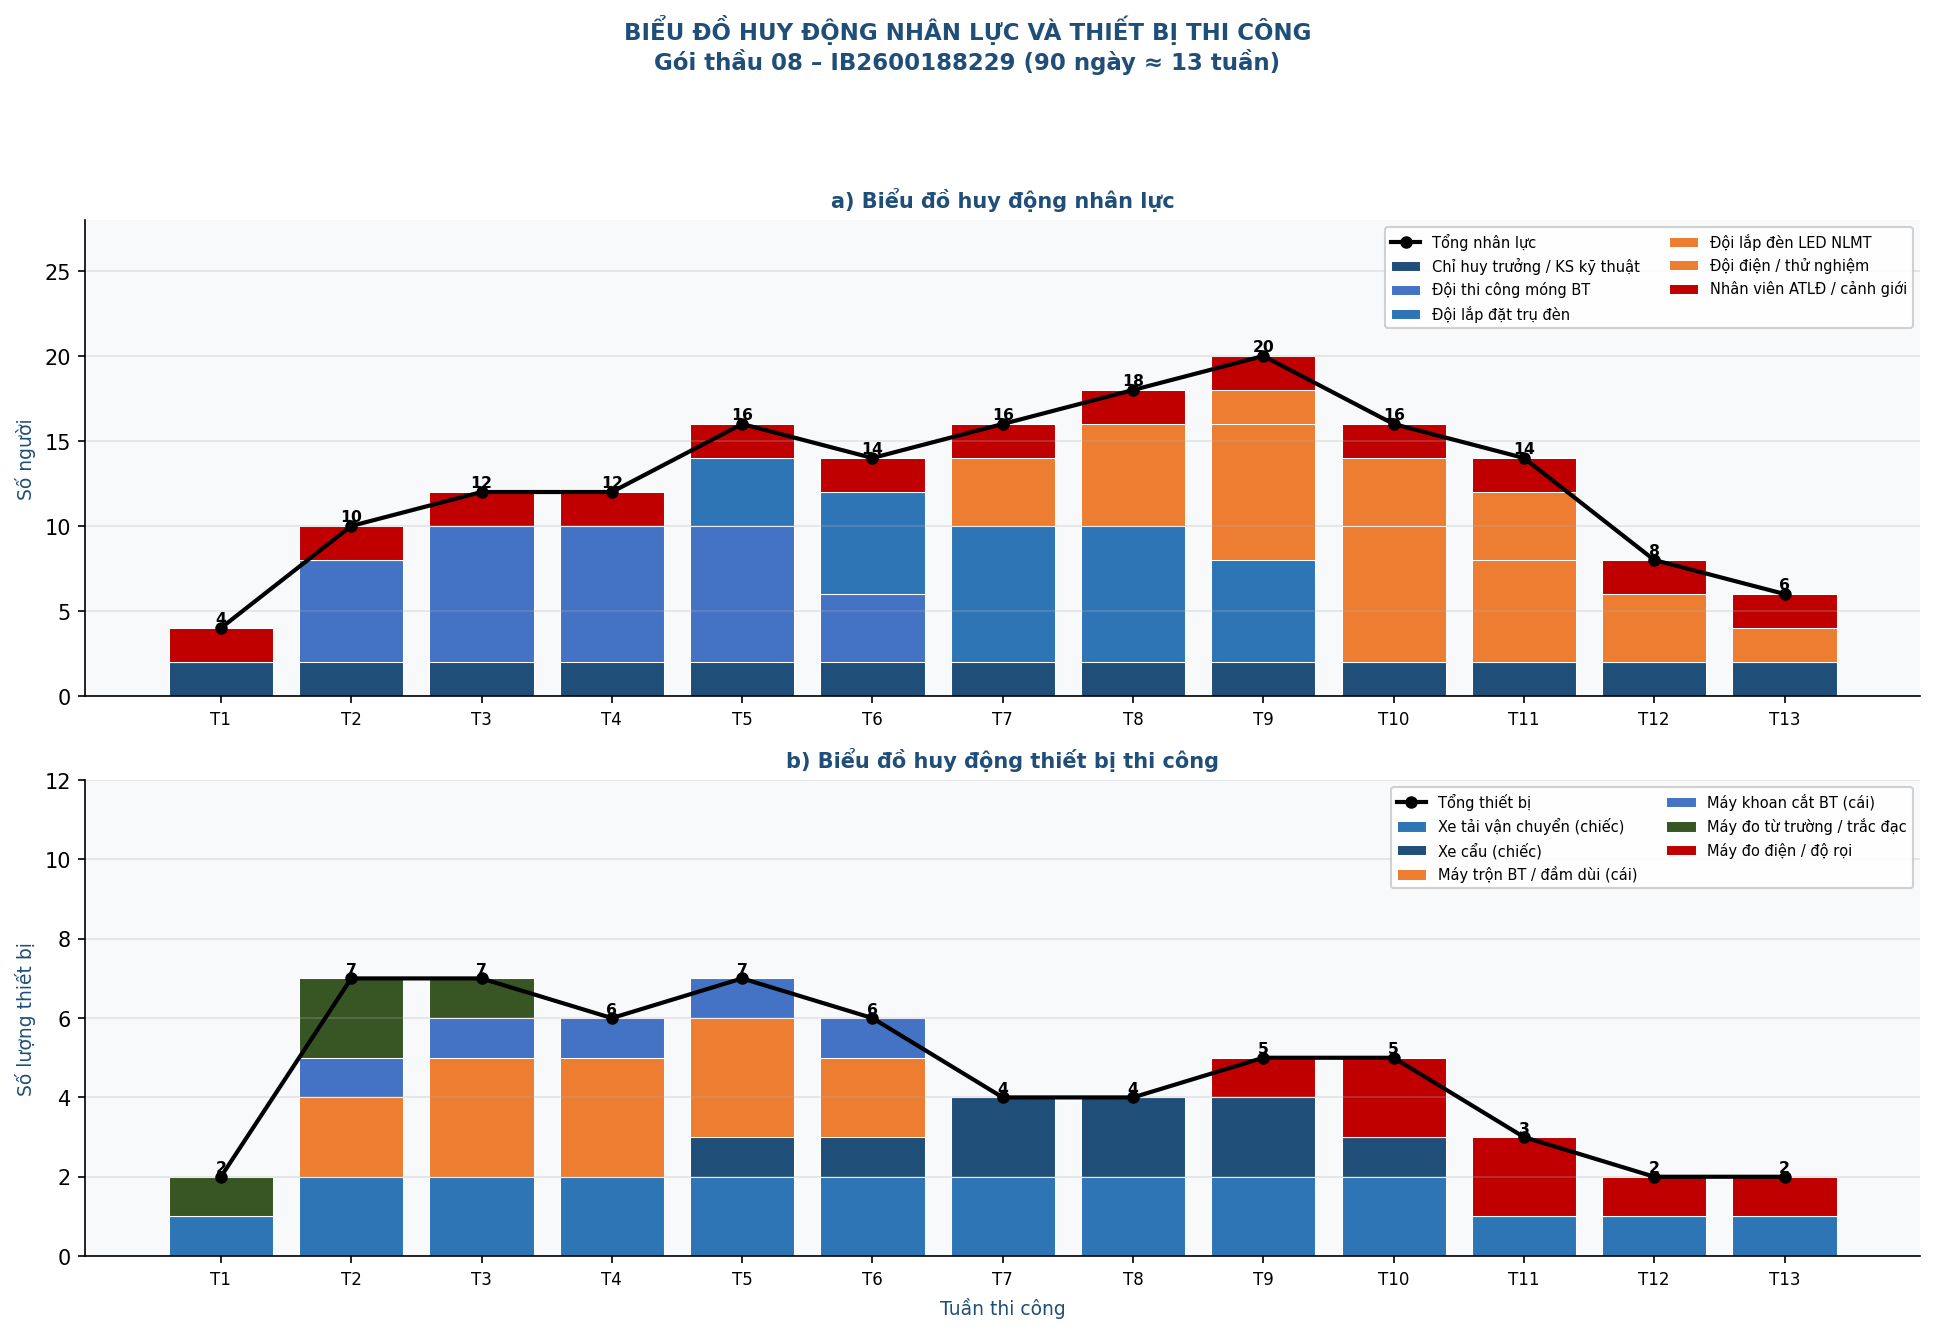 BIỂU ĐỒ HUY ĐỘNG NHÂN LỰC VÀ THIẾT BỊ THI CÔNG
Gói thầu 08 – IB2600188229 (90 ngày ≈ 13 tuần)
a) Biểu đồ huy động nhân lực
Tổng nhân lực
Chỉ huy trưởng / KS kỹ thuật
Đội thi công móng BT
Đội lắp đặt trụ đèn
Đội lắp đèn LED NLMT
Đội điện / thử nghiệm
Nhân viên ATLĐ / cảnh giới
Số người
25
20
15
10
5
0
4
10
12
12
16
14
16
18
20
16
14
8
6
T1 T2 T3 T4 T5 T6 T7 T8 T9 T10 T11 T12 T13
b) Biểu đồ huy động thiết bị thi công
Tổng thiết bị
Xe tải vận chuyển (chiếc)
Xe cẩu (chiếc)
Máy trộn BT / đầm dùi (cái)
Máy khoan cắt BT (cái)
Máy đo từ trường / trắc đạc
Máy đo điện / độ rọi
Số lượng thiết bị
12
10
8
6
4
2
0
2
7
7
6
7
6
4
4
5
5
3
2
2
T1 T2 T3 T4 T5 T6 T7 T8 T9 T10 T11 T12 T13
Tuần thi công